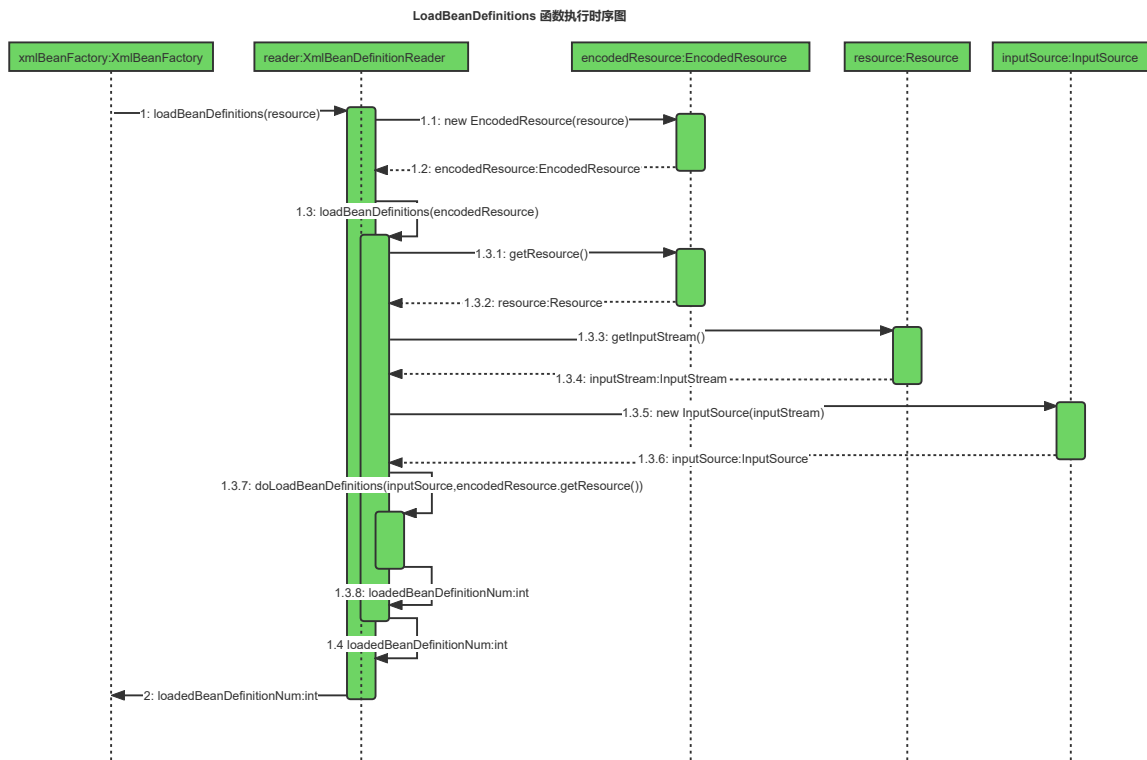 LoadBeanDefinitions 函数执行时序图
xmlBeanFactory:XmlBeanFactory
reader:XmlBeanDefinitionReader
encodedResource:EncodedResource
resource:Resource
inputSource:InputSource
1: loadBeanDefinitions(resource)
1.1: new EncodedResource(resource)
1.2: encodedResource:EncodedResource
1.3: loadBeanDefinitions(encodedResource)
1.3.1: getResource()
1.3.2: resource:Resource
1.3.3: getInputStream()
1.3.4: inputStream:InputStream
1.3.5: new InputSource(inputStream)
1.3.6: inputSource:InputSource
1.3.7: doLoadBeanDefinitions(inputSource,encodedResource.getResource())
1.3.8: loadedBeanDefinitionNum:int
1.4 loadedBeanDefinitionNum:int
2: loadedBeanDefinitionNum:int